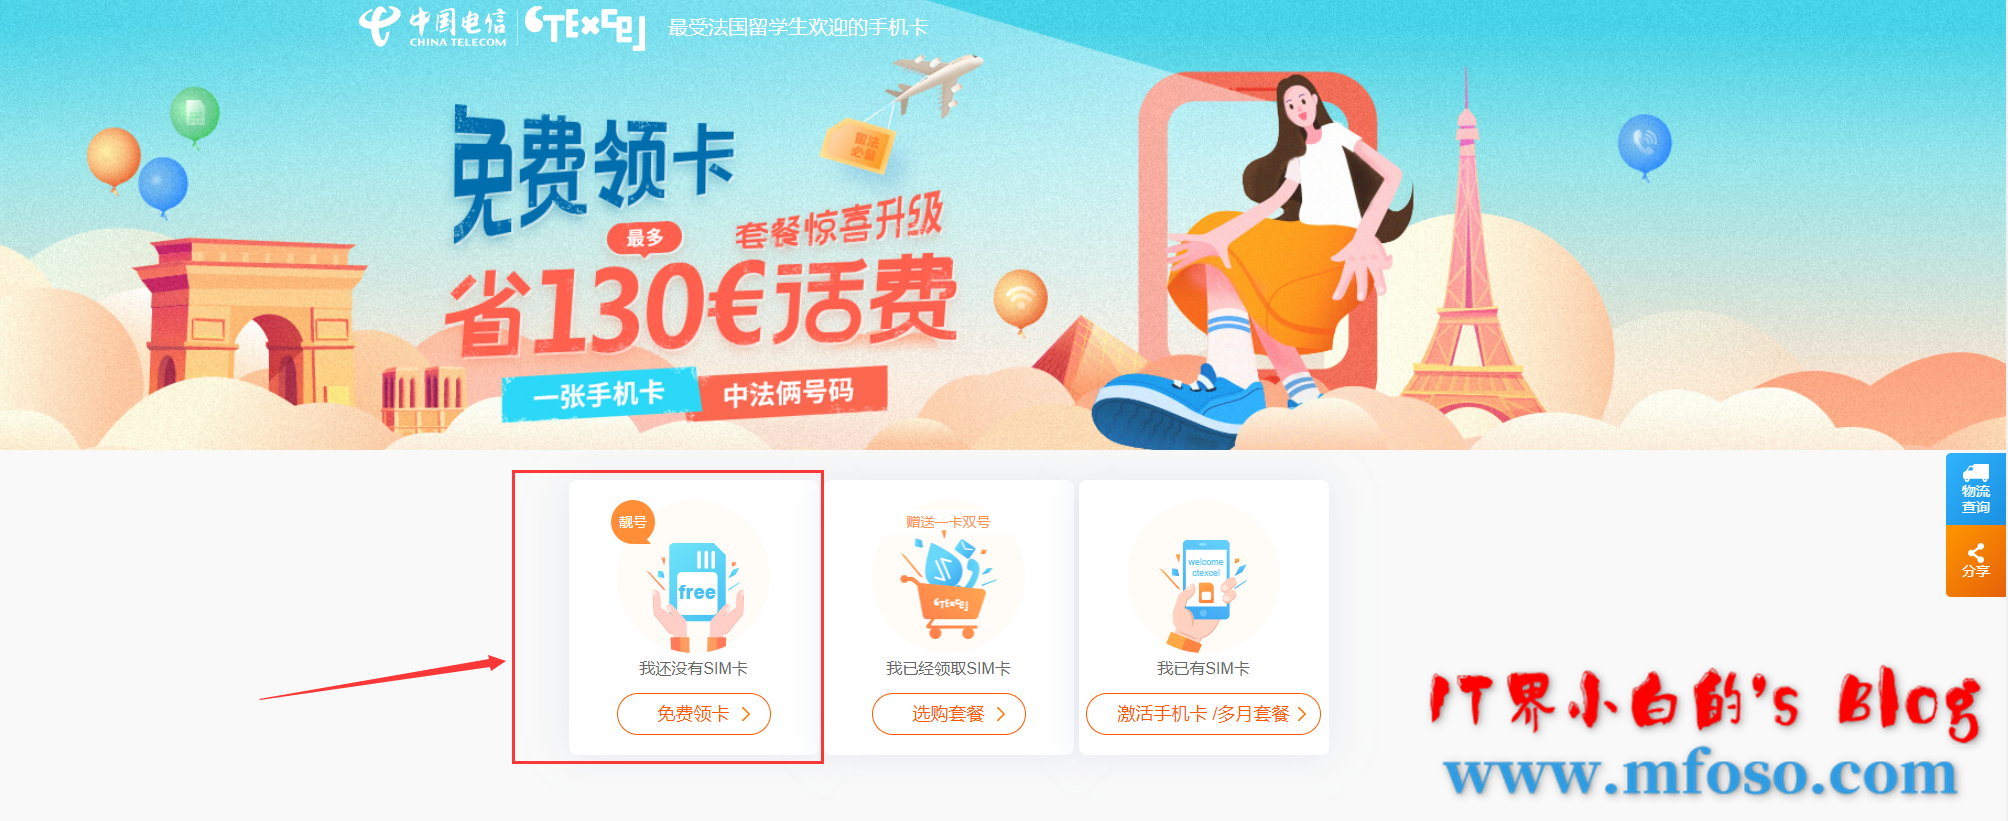 中国电信
CHINA TELECOM
CTExcel
最受法国留学生欢迎的手机卡
留法
必备
免费领卡
最多
套餐惊喜升级
省130€话费
一张手机卡
中法俩号码
物流
查询
分享
靓号
free
我还没有SIM卡
免费领卡
赠送一卡双号
CTExcel
我已经领取SIM卡
选购套餐
welcome
ctexcel
我已有SIM卡
激活手机卡 /多月套餐
IT界小白的's Blog
www.mfoso.com